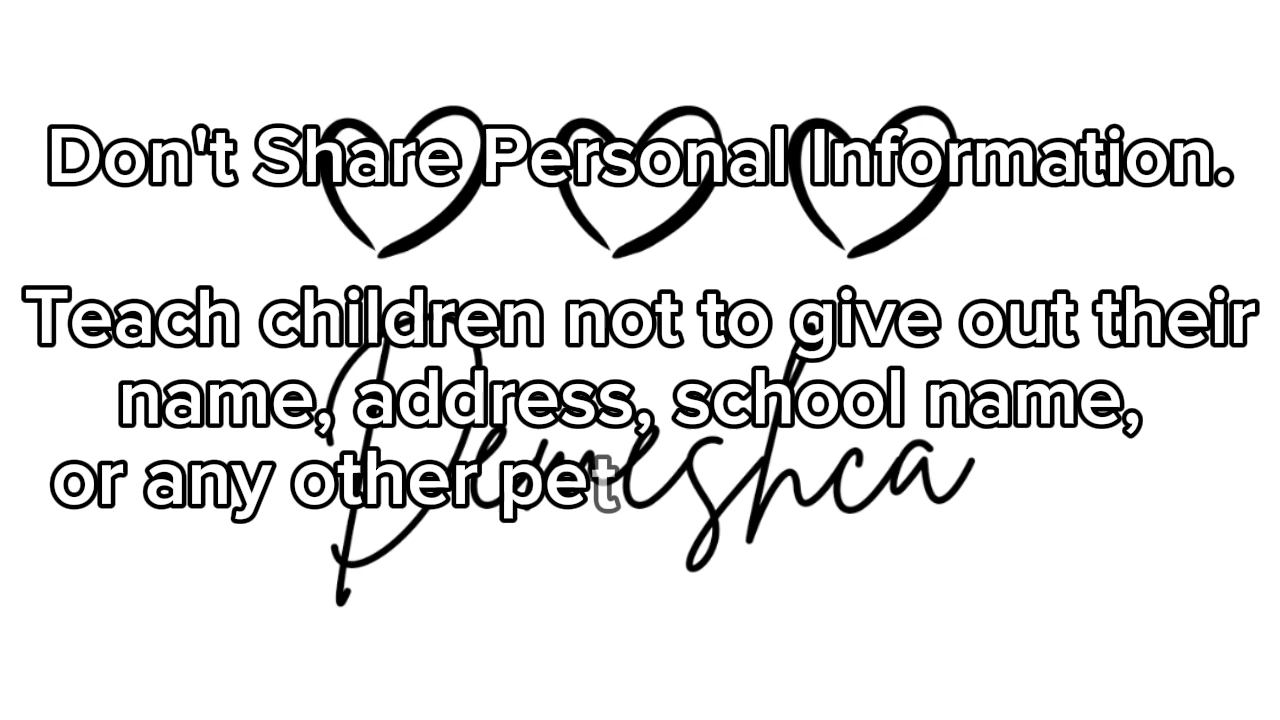 Don't Share Personal Information.
Teach children not to give out their
name, address, school name,
or any other pet
Demeshca